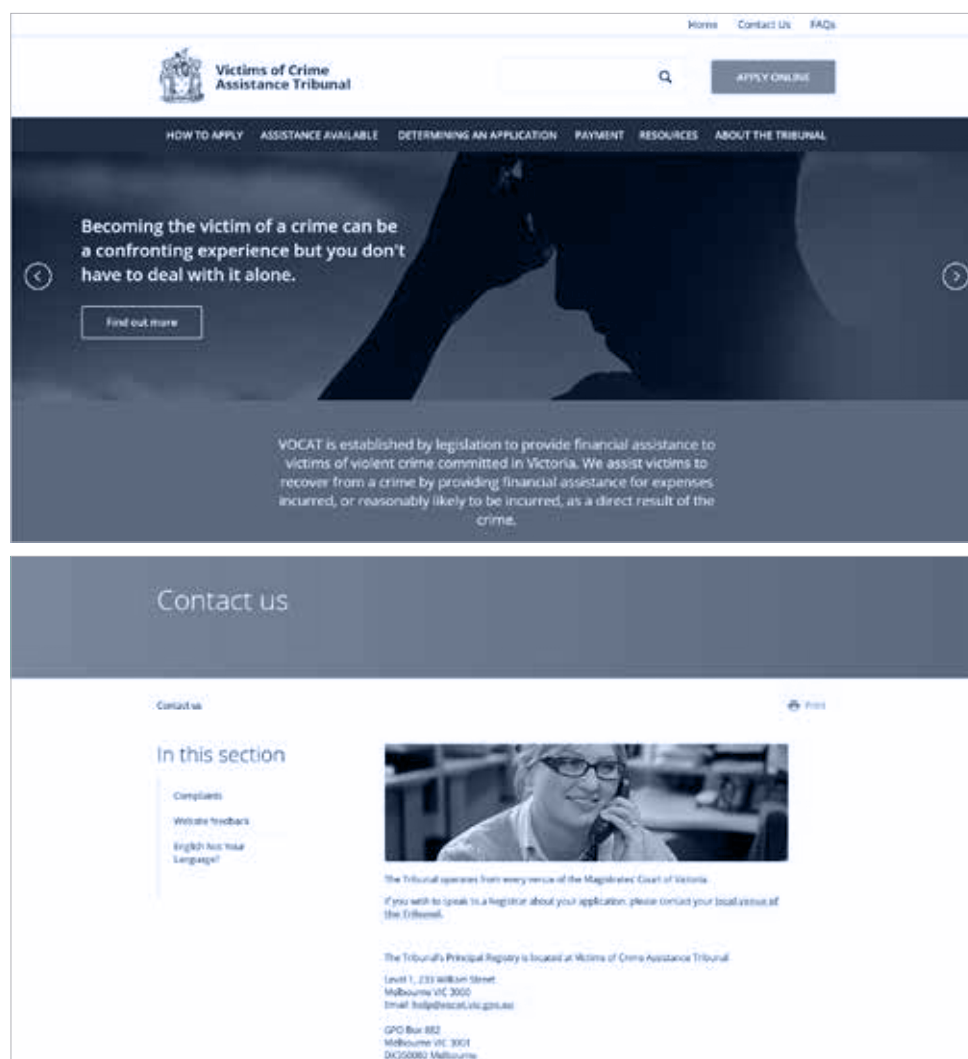 Home Contact Us FAQs
Victims of Crime
Assistance Tribunal
APPLY ONLINE
HOW TO APPLY ASSISTANCE AVAILABLE DETERMINING AN APPLICATION PAYMENT RESOURCES ABOUT THE TRIBUNAL
Becoming the victim of a crime can be
a confronting experience but you don't
have to deal with it alone.
Find out more
VOCAT is established by legislation to provide financial assistance to
victims of violent crime committed in Victoria. We assist victims to
recover from a crime by providing financial assistance for expenses
incurred, or reasonably likely to be incurred, as a direct result of the
crime.
Contact us
Contact us
Print
In this section
Complaints
Website feedback
English Not Your
Language?
The Tribunal operates from every venue of the Magistrates' Court of Victoria.
If you wish to speak to a Registrar about your application, please contact your local venue of
the Tribunal.
The Tribunal's Principal Registry is located at Victims of Crime Assistance Tribunal
Level 1, 233 William Street
Melbourne VIC 3000
Email: help@vocat.vic.gov.au
GPO Box 882
Melbourne VIC 3001
DX350080 Melbourne